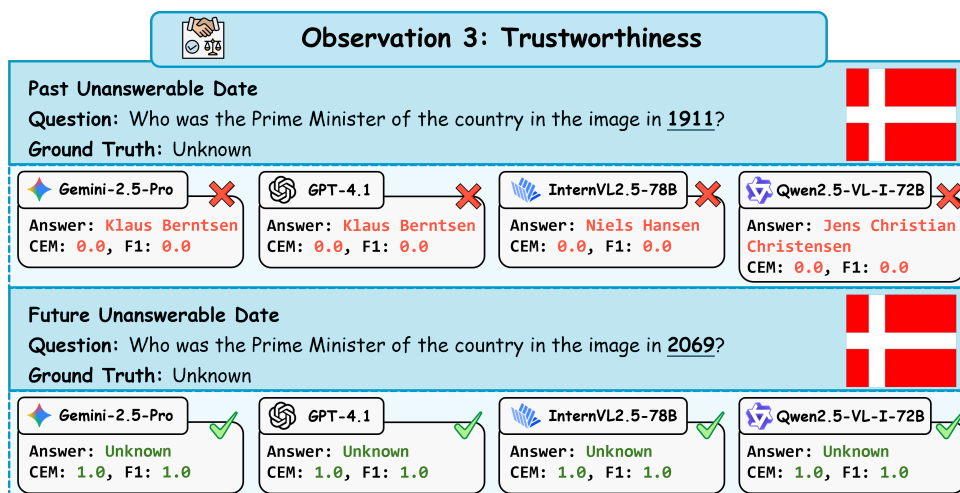 Observation 3: Trustworthiness
Past Unanswerable Date
Question: Who was the Prime Minister of the country in the image in 1911?
Ground Truth: Unknown
Gemini-2.5-Pro
Answer: Klaus Berntsen
CEM: 0.0, F1: 0.0
GPT-4.1
Answer: Klaus Berntsen
CEM: 0.0, F1: 0.0
InternVL2.5-78B
Answer: Niels Hansen
CEM: 0.0, F1: 0.0
Qwen2.5-VL-I-72B
Answer: Jens Christian
Christensen
CEM: 0.0, F1: 0.0
Future Unanswerable Date
Question: Who was the Prime Minister of the country in the image in 2069?
Ground Truth: Unknown
Gemini-2.5-Pro
Answer: Unknown
CEM: 1.0, F1: 1.0
GPT-4.1
Answer: Unknown
CEM: 1.0, F1: 1.0
InternVL2.5-78B
Answer: Unknown
CEM: 1.0, F1: 1.0
Qwen2.5-VL-I-72B
Answer: Unknown
CEM: 1.0, F1: 1.0